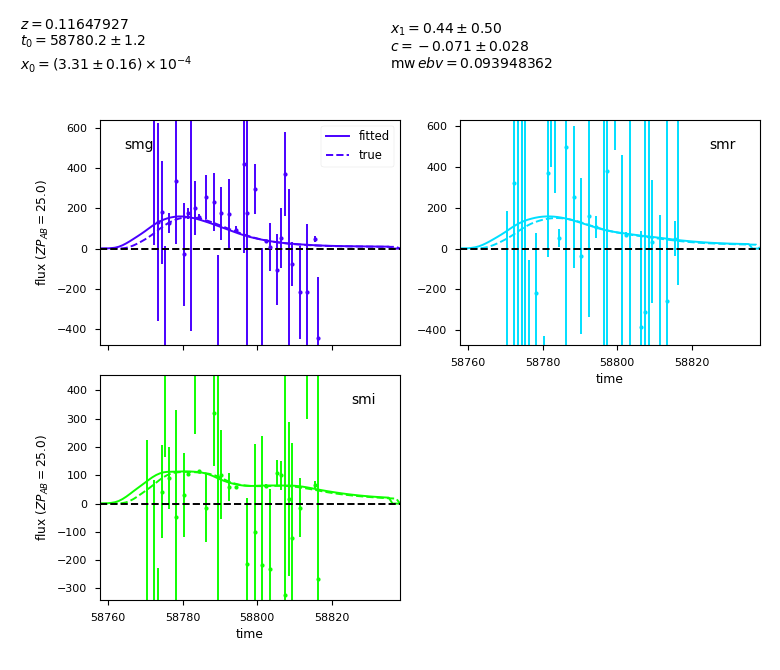 z = 0.11647927
t₀ = 58780.2 ± 1.2
x₀ = (3.31 ± 0.16) × 10⁻⁴
x₁ = 0.44 ± 0.50
c = −0.071 ± 0.028
mw ebv = 0.093948362
smg
fitted
true
600
400
200
0
−200
−400
flux (ZP_AB = 25.0)
smr
600
400
200
0
−200
−400
58760 58780 58800 58820
time
smi
400
300
200
100
0
−100
−200
−300
flux (ZP_AB = 25.0)
58760 58780 58800 58820
time